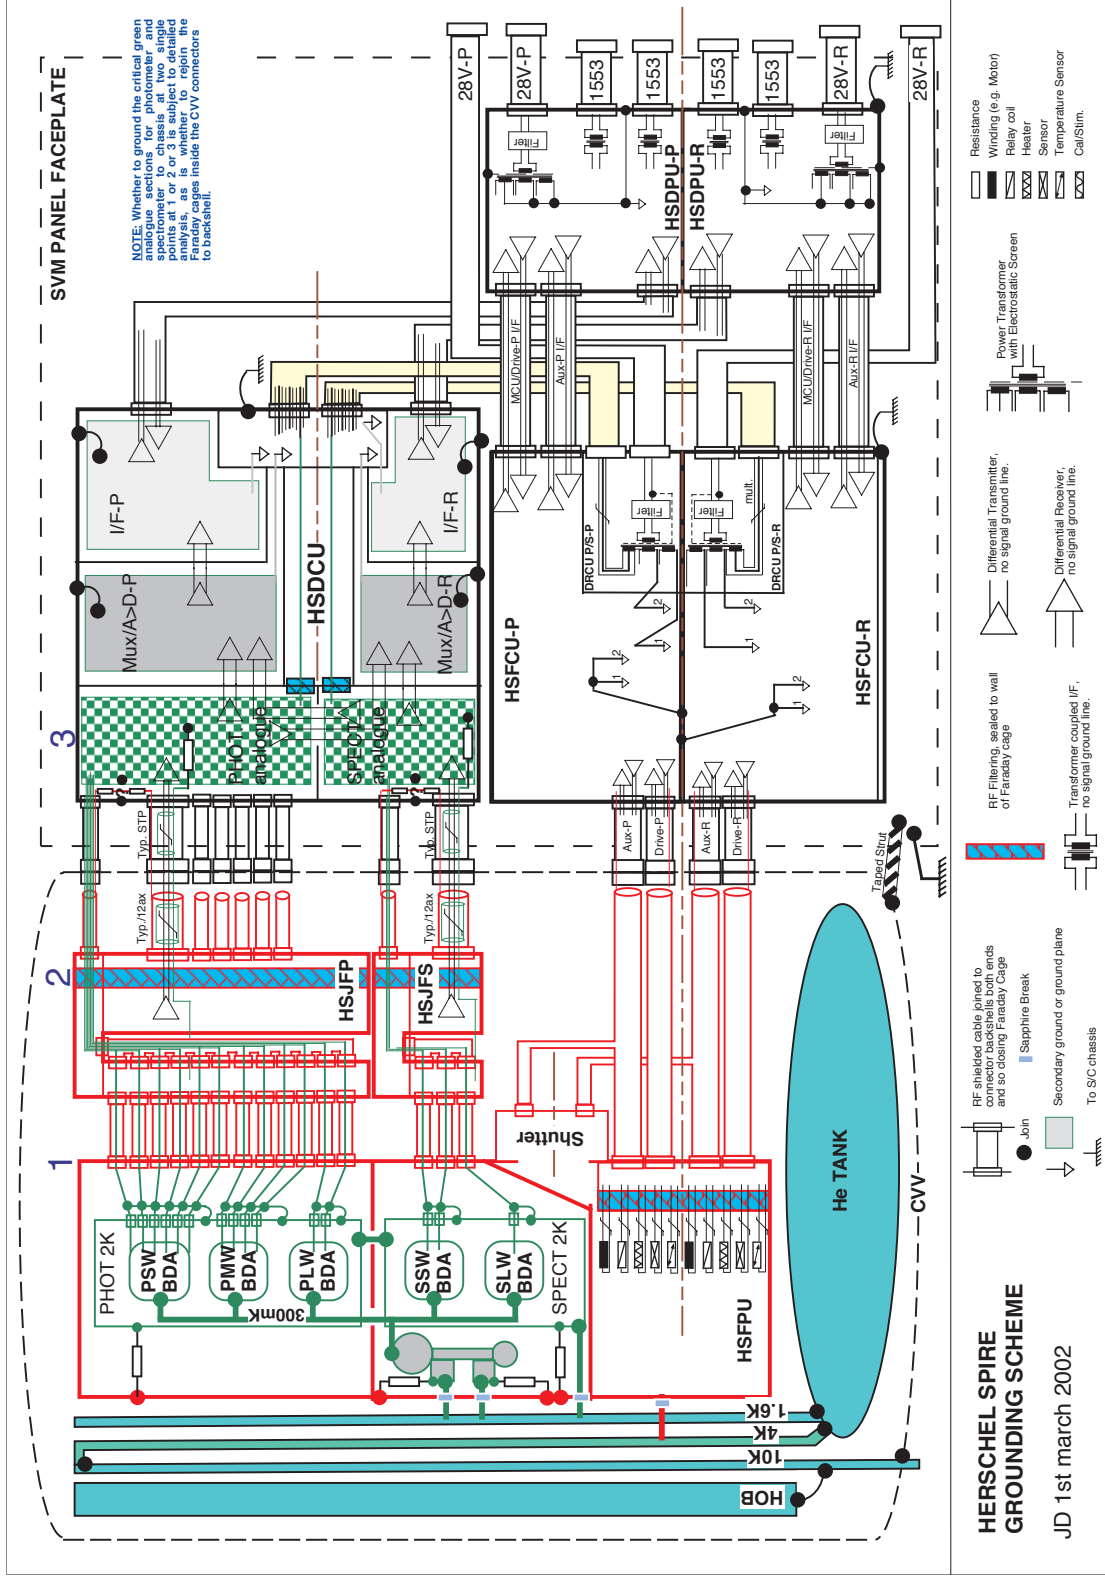 SVM PANEL FACEPLATE
NOTE: Whether to ground the critical green
analogue sections for photometer and
spectrometer to chassis at two single
points at 1 or 2 or 3 is subject to detailed
analysis, as is whether to rejoin the
Faraday cages inside the CVV connectors
to backshell.
28V-P
28V-P
1553
1553
1553
1553
28V-R
28V-R
Filter
Filter
HSDPU-P
HSDPU-R
MCU/Drive-P I/F
Aux-P I/F
MCU/Drive-R I/F
Aux-R I/F
I/F-P
I/F-R
HSDCU
Mux/A>D-P
Mux/A>D-R
PHOT
analogue
SPECT
analogue
3
?
?
Typ. STP
Typ. STP
DRCU P/S-P
DRCU P/S-R
Filter
Filter
mult.
HSFCU-P
HSFCU-R
1
2
1
2
1
2
1
2
Aux-P
Drive-P
Aux-R
Drive-R
Taped Strut
Typ./12ax
Typ./12ax
2
HSJFP
HSJFS
1
Shutter
PHOT 2K
PSW
BDA
PMW
BDA
PLW
BDA
300mK
SSW
BDA
SLW
BDA
SPECT 2K
HSFPU
He TANK
CVV
1.6K
4K
10K
HOB
Resistance
Winding (e.g. Motor)
Relay coil
Heater
Sensor
Temperature Sensor
Cal/Stim.
Power Transformer
with Electrostatic Screen
Differential Transmitter,
no signal ground line.
Differential Receiver,
no signal ground line.
RF Filtering, sealed to wall
of Faraday cage
Transformer coupled I/F,
no signal ground line.
RF shielded cable joined to
connector backshells both ends
and so closing Faraday Cage
Join
Sapphire Break
Secondary ground or ground plane
To S/C chassis
HERSCHEL SPIRE
GROUNDING SCHEME
JD 1st march 2002